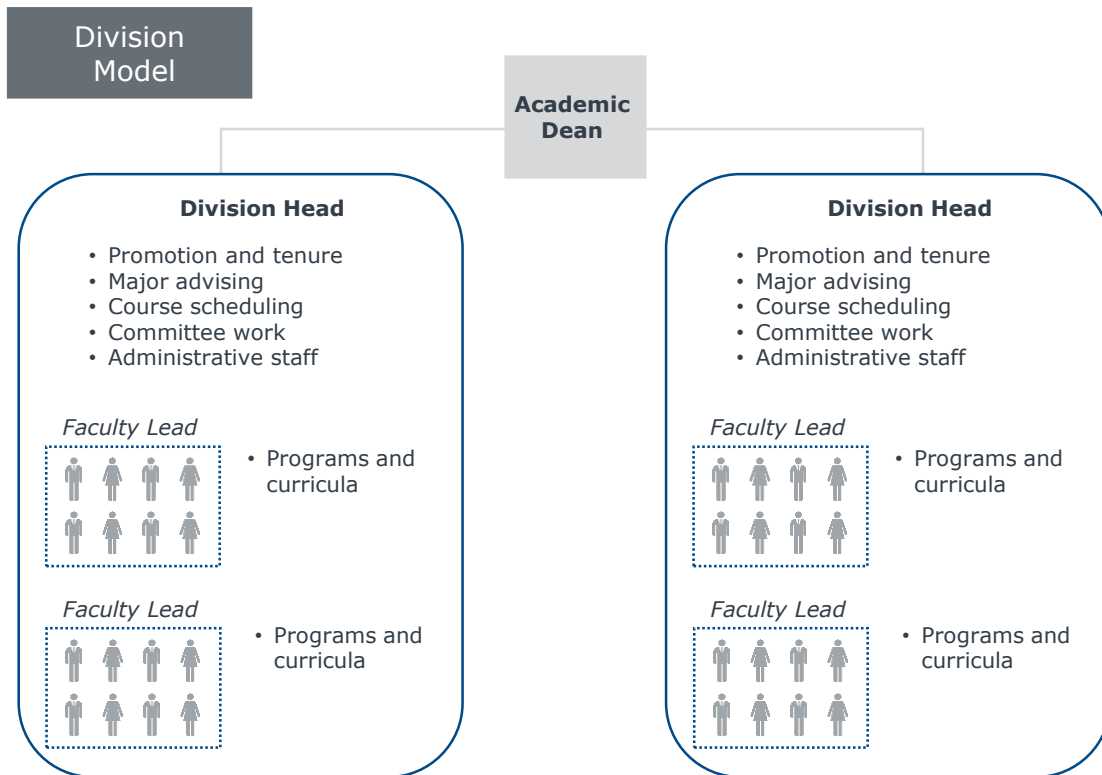 Division
Model
Academic
Dean
Division Head
• Promotion and tenure
• Major advising
• Course scheduling
• Committee work
• Administrative staff
Faculty Lead
• Programs and
curricula
Faculty Lead
• Programs and
curricula
Division Head
• Promotion and tenure
• Major advising
• Course scheduling
• Committee work
• Administrative staff
Faculty Lead
• Programs and
curricula
Faculty Lead
• Programs and
curricula